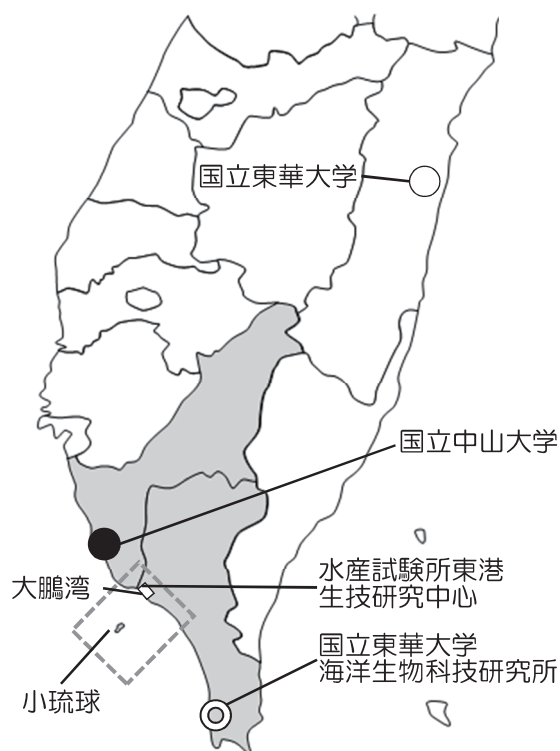 国立東華大学
国立中山大学
水産試験所東港
生技研究中心
大鵬湾
国立東華大学
海洋生物科技研究所
小琉球